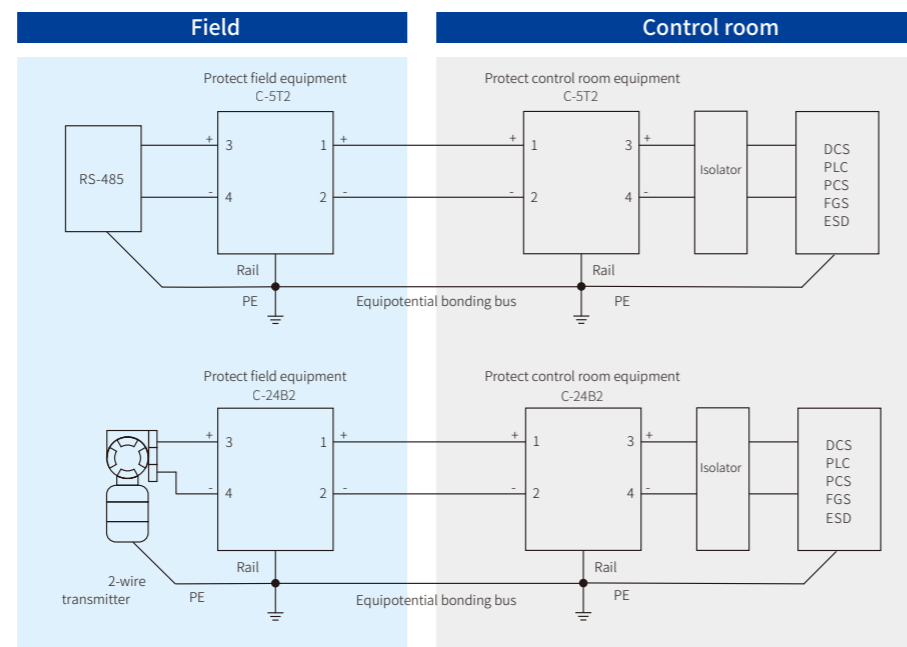 Field
Control room
Protect field equipment
C-5T2
Protect control room equipment
C-5T2
RS-485
+ 3 1 +
- 4 2 -
+ 1 3 +
- 2 4 -
Isolator
DCS
PLC
PCS
FGS
ESD
Rail
Rail
PE
Equipotential bonding bus
PE
Protect field equipment
C-24B2
Protect control room equipment
C-24B2
+ 3 1 +
- 4 2 -
+ 1 3 +
- 2 4 -
Isolator
DCS
PLC
PCS
FGS
ESD
Rail
Rail
2-wire
transmitter
PE
Equipotential bonding bus
PE